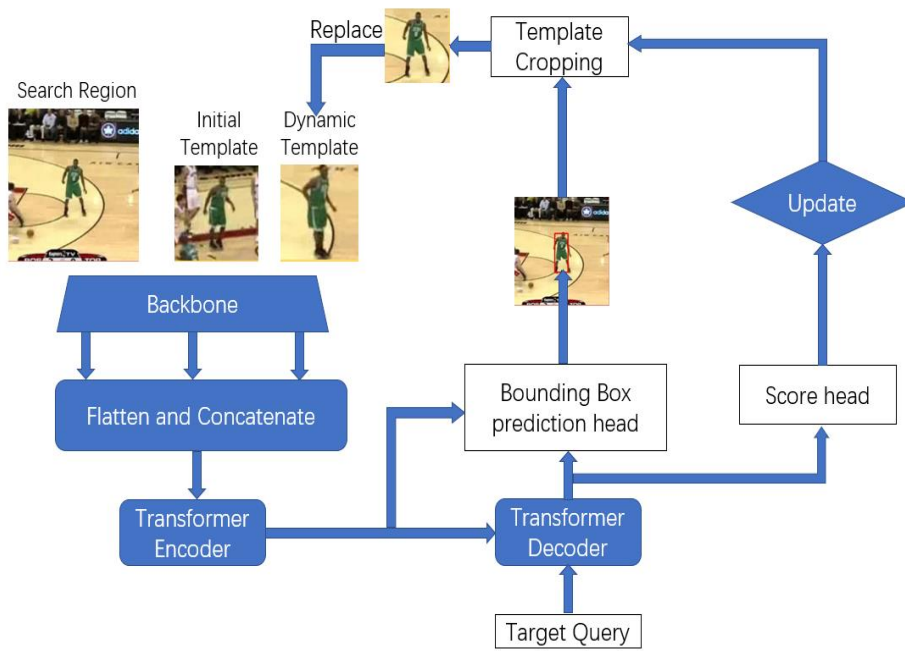 Replace
Template
Cropping
Search Region
Initial
Template
Dynamic
Template
adidas
Update
Backbone
Flatten and Concatenate
Bounding Box
prediction head
Score head
Transformer
Encoder
Transformer
Decoder
Target Query